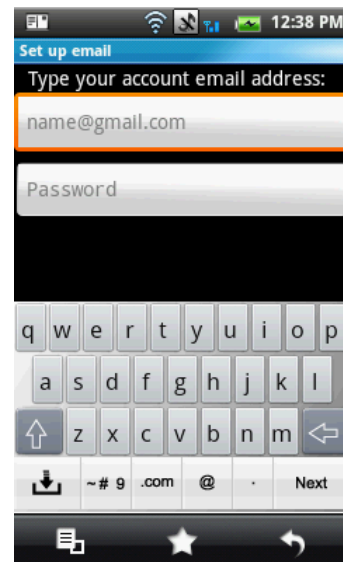 12:38 PM
Set up email
Type your account email address:
name@gmail.com
Password
q w e r t y u i o p
a s d f g h j k l
z x c v b n m
~# 9 .com @ . Next